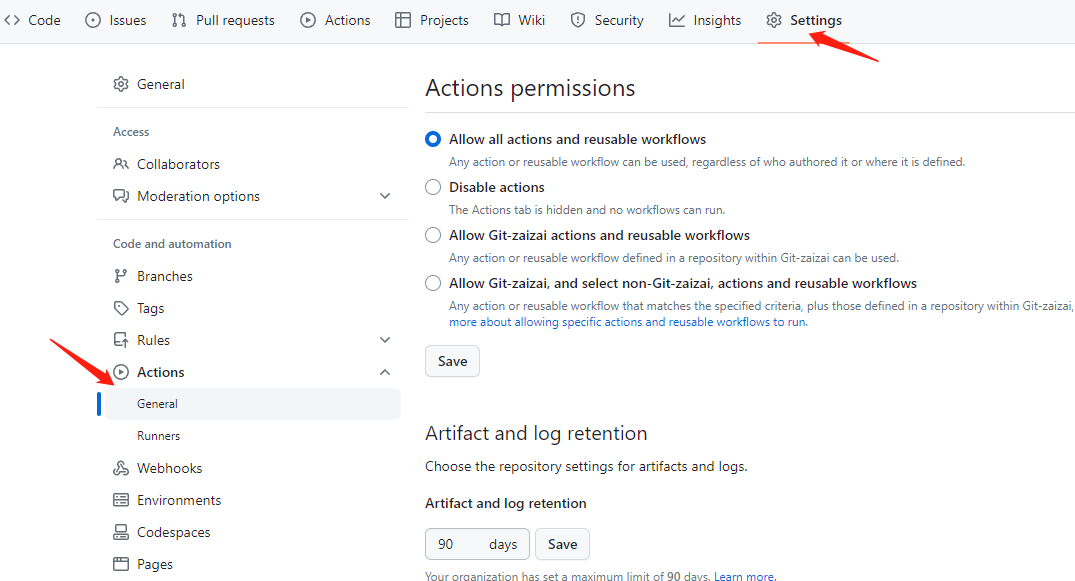 Code Issues Pull requests Actions Projects Wiki Security Insights Settings
General
Access
Collaborators
Moderation options
Code and automation
Branches
Tags
Rules
Actions
General
Runners
Webhooks
Environments
Codespaces
Pages
Actions permissions
Allow all actions and reusable workflows
Any action or reusable workflow can be used, regardless of who authored it or where it is defined.
Disable actions
The Actions tab is hidden and no workflows can run.
Allow Git-zaizai actions and reusable workflows
Any action or reusable workflow defined in a repository within Git-zaizai can be used.
Allow Git-zaizai, and select non-Git-zaizai, actions and reusable workflows
Any action or reusable workflow that matches the specified criteria, plus those defined in a repository within Git-zaizai,
more about allowing specific actions and reusable workflows to run.
Save
Artifact and log retention
Choose the repository settings for artifacts and logs.
Artifact and log retention
90 days Save
Your organization has set a maximum limit of 90 days. Learn more.